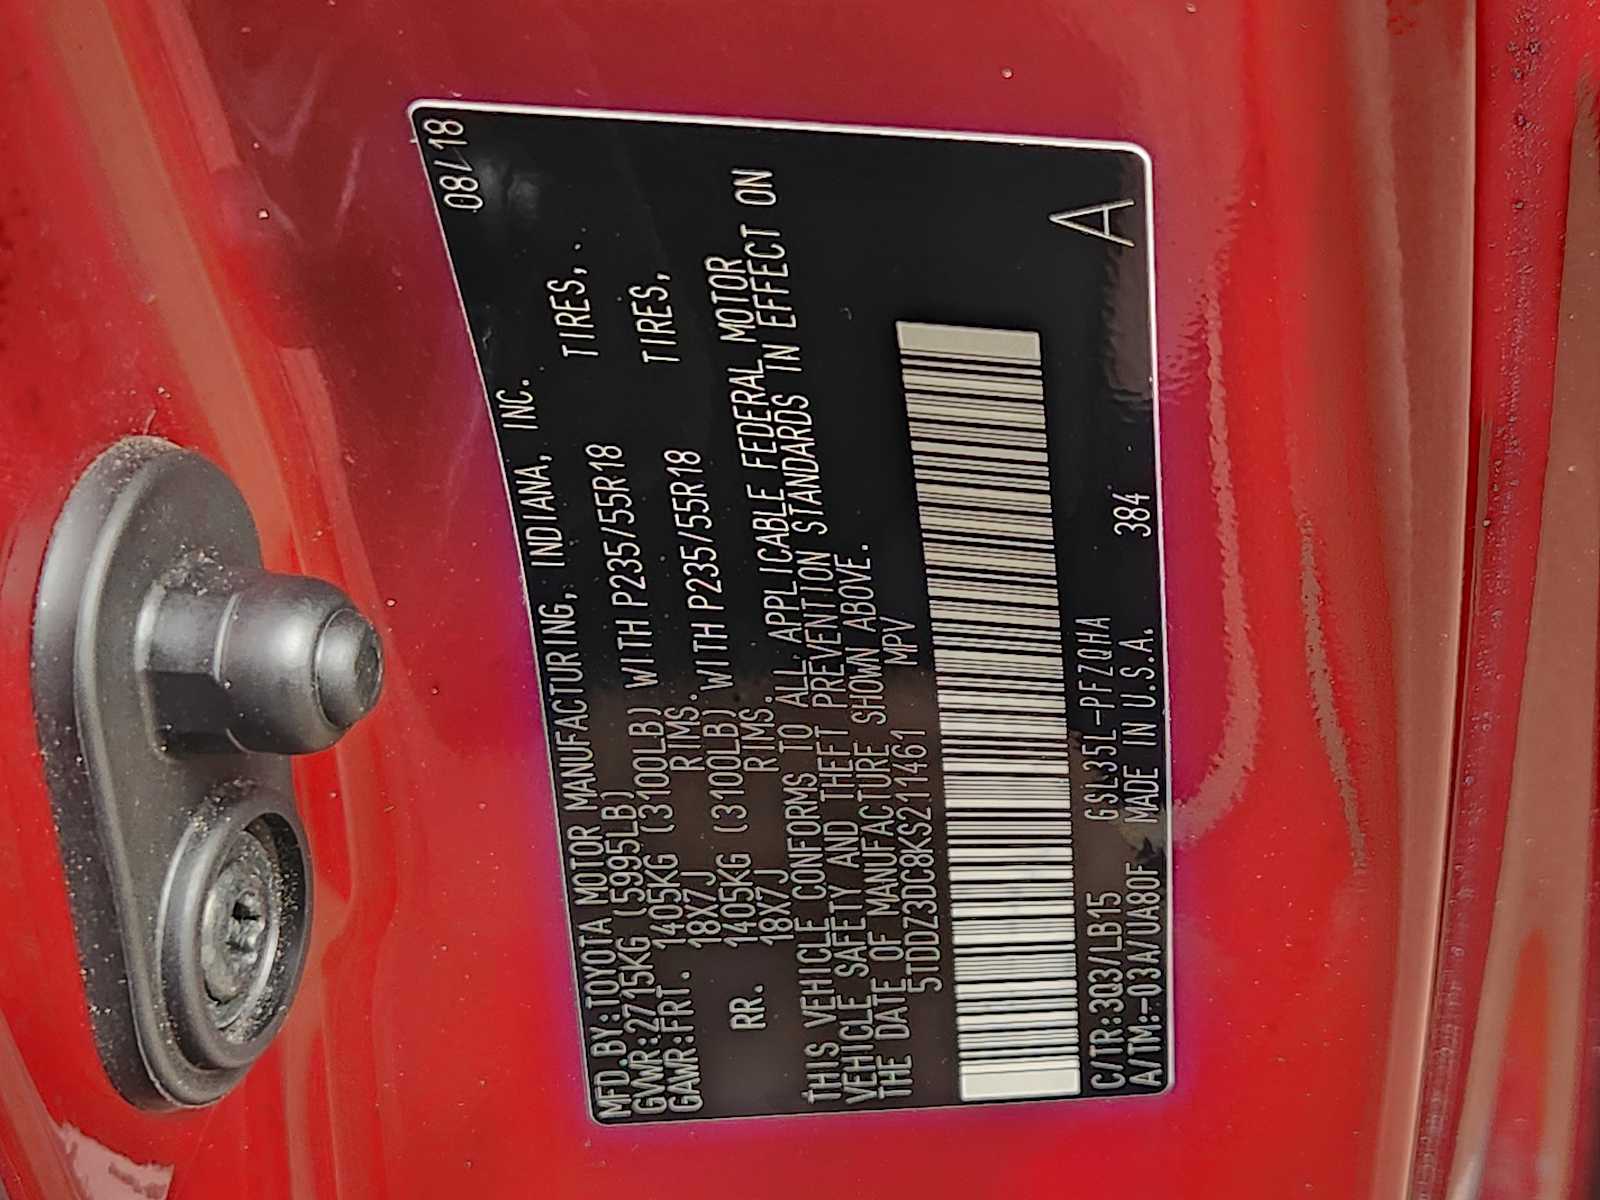 08/18
MFD.BY:TOYOTA MOTOR MANUFACTURING, INDIANA, INC.
GVWR:2715KG (5995LB)
GAWR:FRT. 1405KG (3100LB) WITH P235/55R18 TIRES,
18X7J RIMS.
RR. 1405KG (3100LB) WITH P235/55R18 TIRES,
18X7J RIMS.
THIS VEHICLE CONFORMS TO ALL APPLICABLE FEDERAL MOTOR
VEHICLE SAFETY AND THEFT PREVENTION STANDARDS IN EFFECT ON
THE DATE OF MANUFACTURE SHOWN ABOVE.
5TDDZ3DC8KS211461 MPV
C/TR:3Q3/LB15 GSL35L-PFZQHA
A/TM:-03A/UA80F MADE IN U.S.A. 384 A